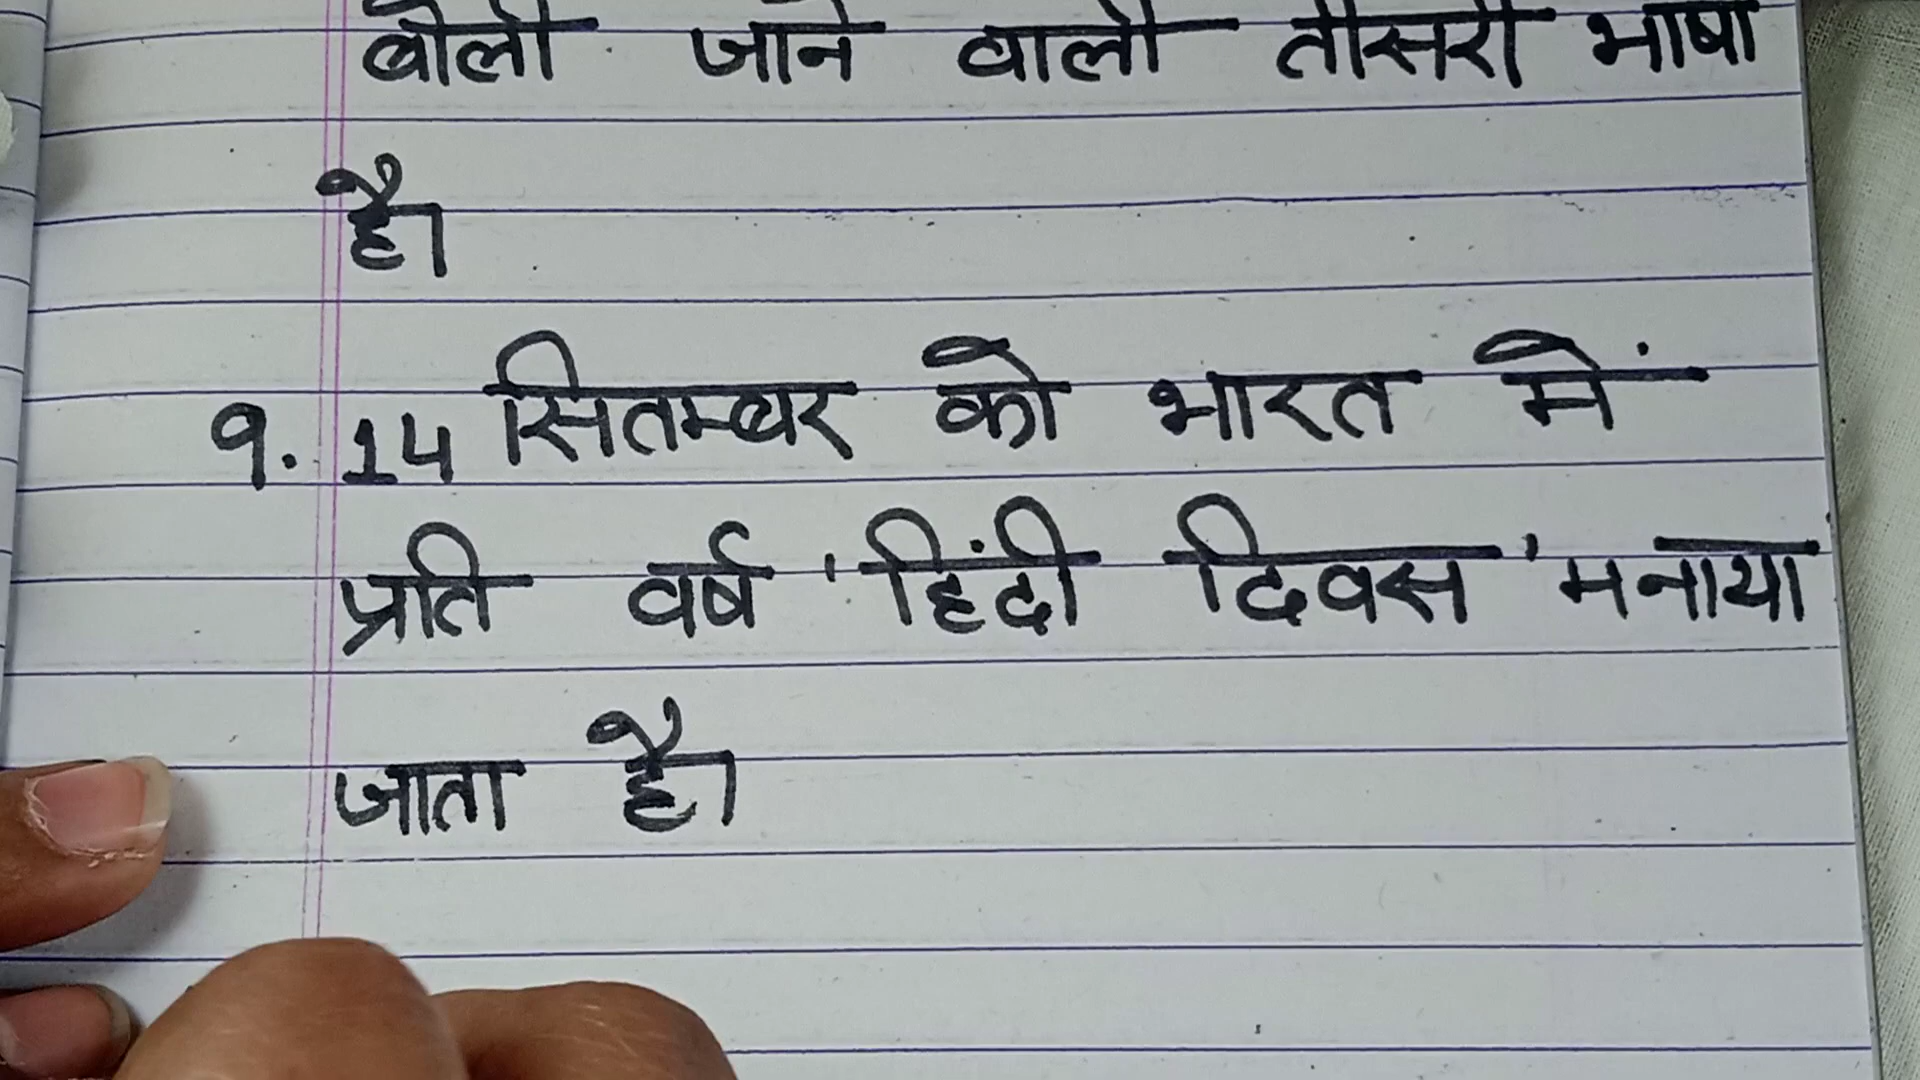 बोली जाने वाली तीसरी भाषा
है।
9. 14 सितम्बर को भारत में
प्रति वर्ष 'हिंदी दिवस' मनाया
जाता है।